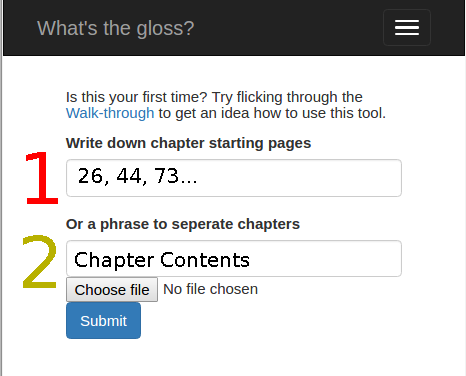 What's the gloss?
Is this your first time? Try flicking through the
Walk-through to get an idea how to use this tool.
Write down chapter starting pages
1
26, 44, 73...
Or a phrase to seperate chapters
2
Chapter Contents
Choose file No file chosen
Submit